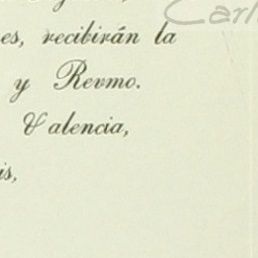 Carl
es, recibirán la
y Revmo.
Valencia,
is,